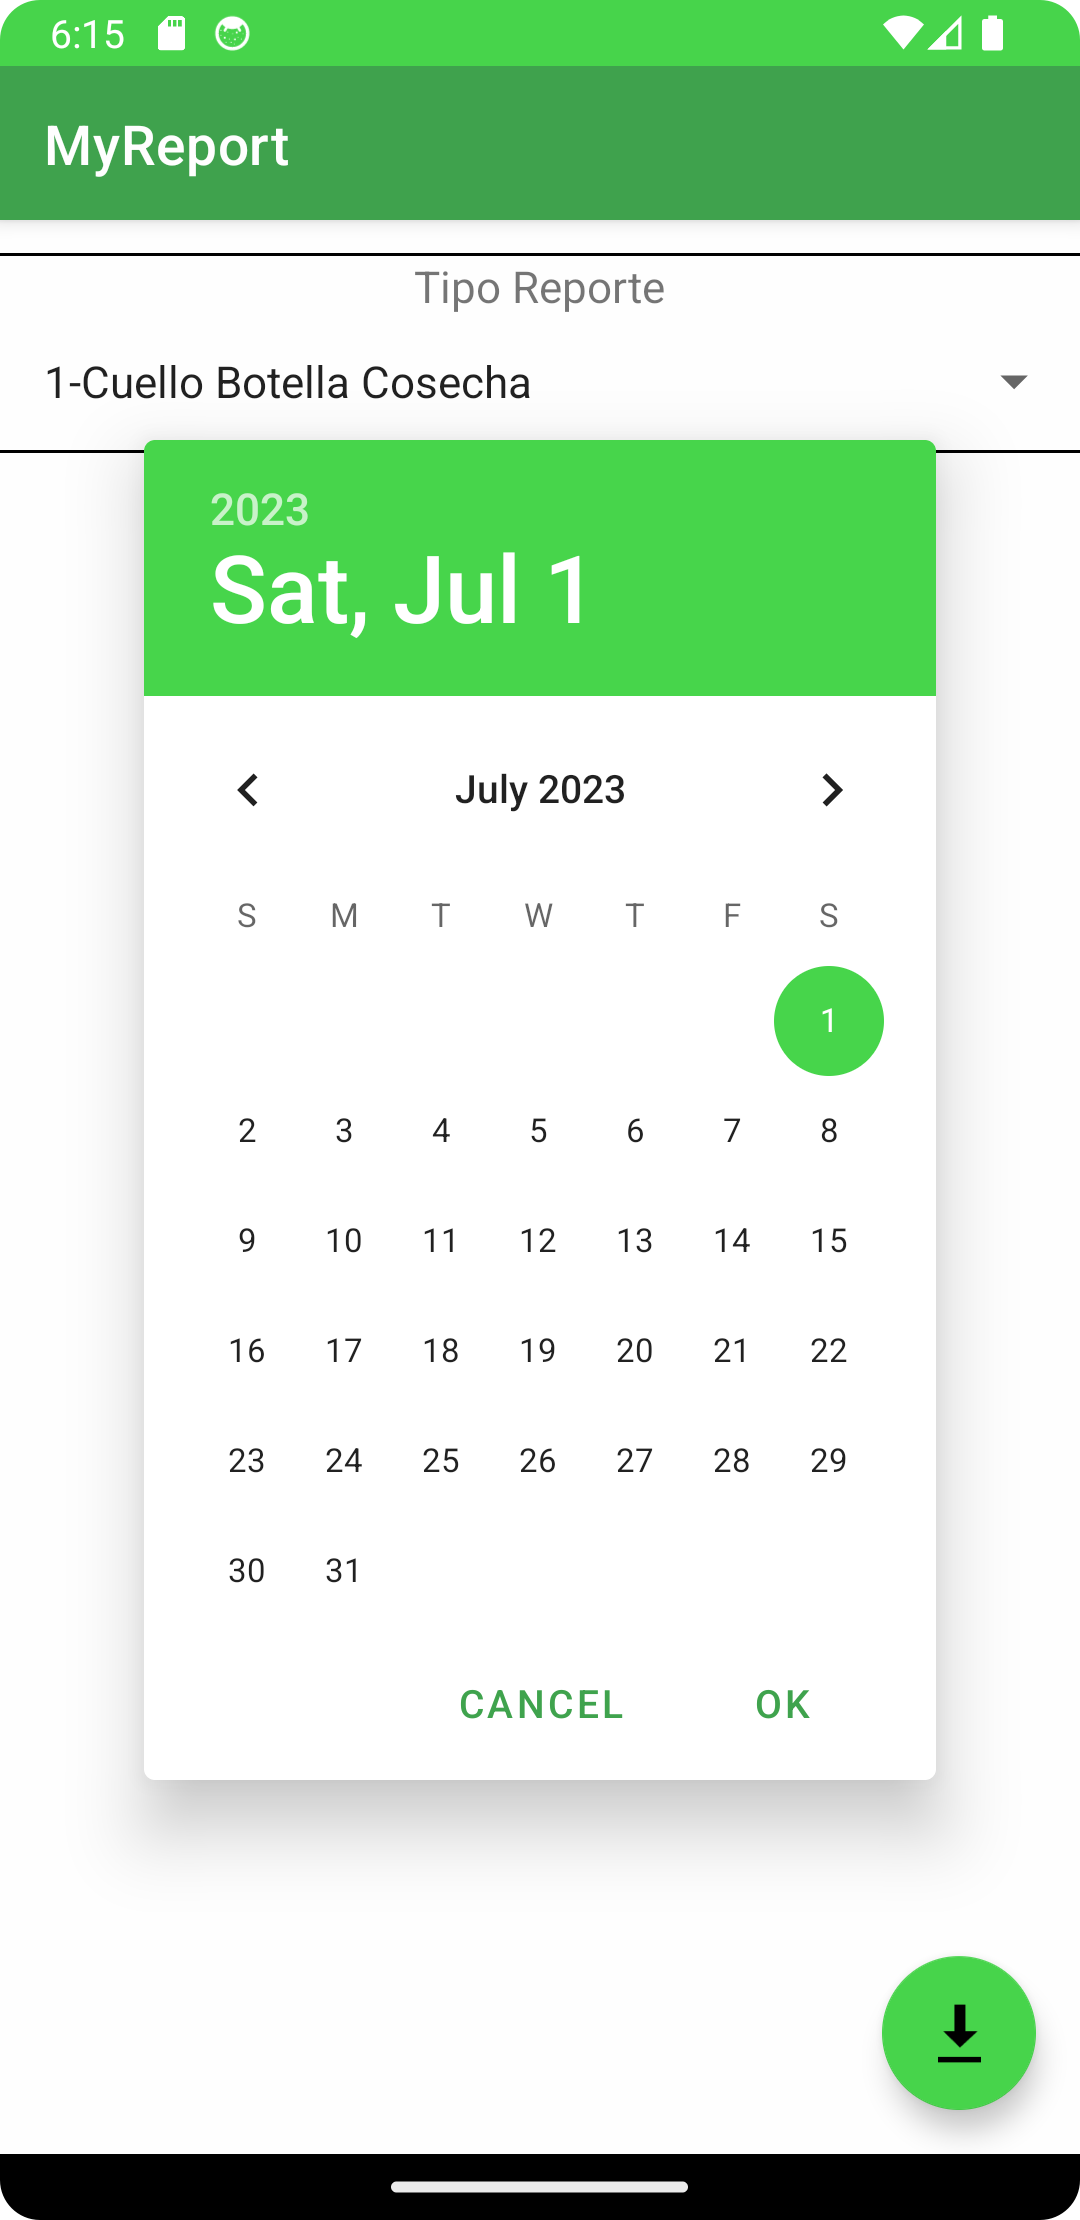 6:15
MyReport
Tipo Reporte
1-Cuello Botella Cosecha
2023
Sat, Jul 1
July 2023
S M T W T F S
1
2 3 4 5 6 7 8
9 10 11 12 13 14 15
16 17 18 19 20 21 22
23 24 25 26 27 28 29
30 31
CANCEL OK